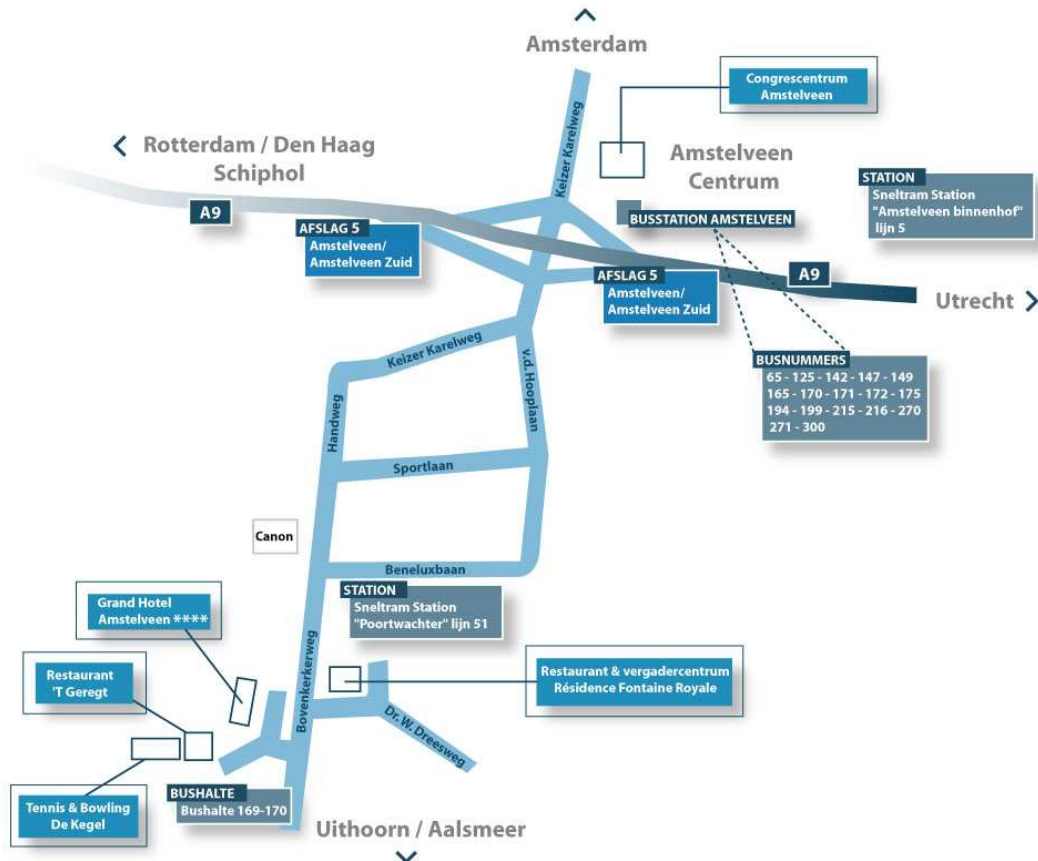 Amsterdam
Congrescentrum
Amstelveen
Rotterdam / Den Haag
Schiphol
Keizer Karelweg
Amstelveen
Centrum
STATION
Sneltram Station
"Amstelveen binnenhof"
lijn 5
A9
AFSLAG 5
Amstelveen/
Amstelveen Zuid
BUSSTATION AMSTELVEEN
AFSLAG 5
Amstelveen/
Amstelveen Zuid
A9
Utrecht
Keizer Karelweg
v.d. Hooplaan
BUSNUMMERS
65 - 125 - 142 - 147 - 149
165 - 170 - 171 - 172 - 175
194 - 199 - 215 - 216 - 270
271 - 300
Handweg
Sportlaan
Canon
Beneluxbaan
STATION
Sneltram Station
"Poortwachter" lijn 51
Grand Hotel
Amstelveen ****
Restaurant
'T Geregt
Bovenkerkerweg
Restaurant & vergadercentrum
Résidence Fontaine Royale
Dr. W. Dreesweg
Tennis & Bowling
De Kegel
BUSHALTE
Bushalte 169-170
Uithoorn / Aalsmeer